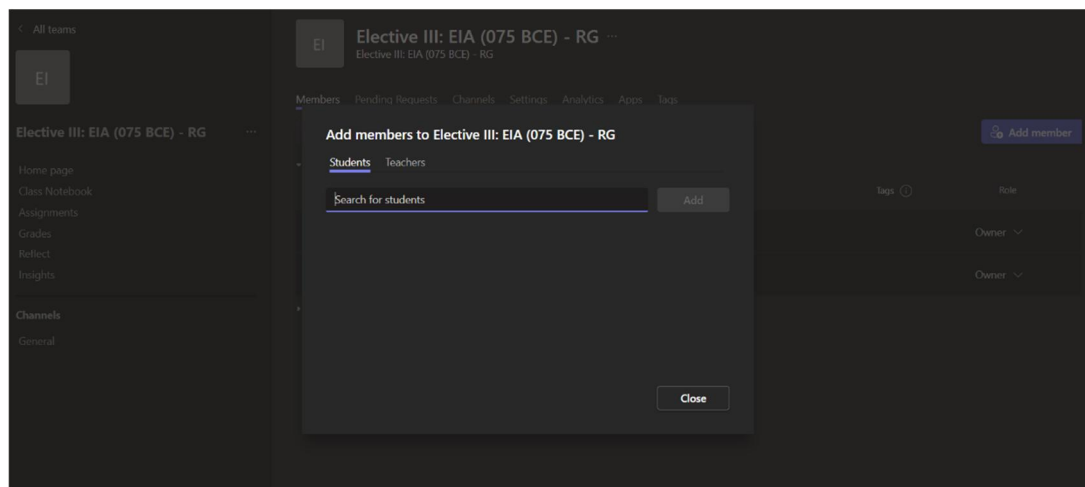 All teams
EI
Elective III: EIA (075 BCE) - RG ...
Home page
Class Notebook
Assignments
Grades
Reflect
Insights
Channels
General
EI
Elective III: EIA (075 BCE) - RG ...
Elective III: EIA (075 BCE) - RG
Members Pending Requests Channels Settings Analytics Apps Tags
Add member
Tags Role
Owner
Owner
Add members to Elective III: EIA (075 BCE) - RG
Students Teachers
Search for students Add
Close